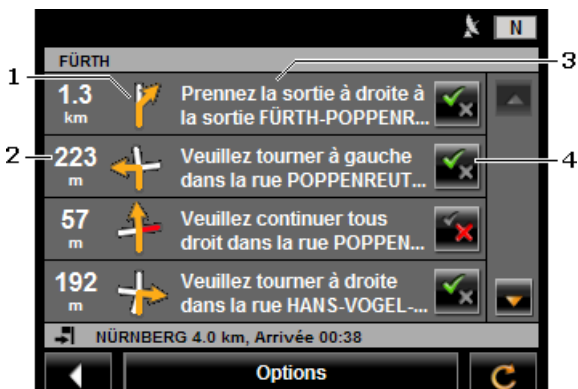 N
FÜRTH
1
3
1.3
km
Prennez la sortie à droite à
la sortie FÜRTH-POPPENR...
2
223
m
Veuillez tourner à gauche
dans la rue POPPENREUT...
4
57
m
Veuillez continuer tous
droit dans la rue POPPEN...
192
m
Veuillez tourner à droite
dans la rue HANS-VOGEL-...
NÜRNBERG 4.0 km, Arrivée 00:38
Options